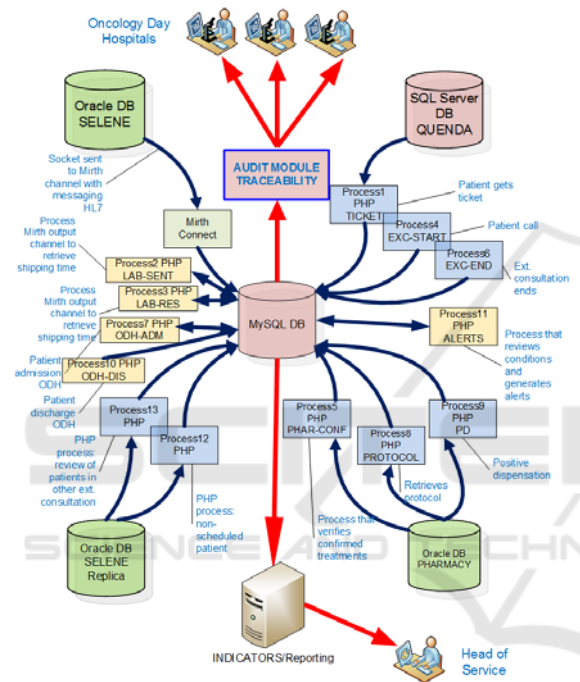 Oncology Day
Hospitals
Oracle DB
SELENE
SQL Server
DB
QUENDA
Socket sent
to Mirth
channel with
messaging
HL7
AUDIT MODULE
TRACEABILITY
Process1
PHP
TICKET
Patient gets
ticket
Process4
EXC-START
Patient call
Process6
EXC-END
Ext.
consultation
ends
Mirth
Connect
Process
Mirth output
channel to
retrieve
shipping time
Process2 PHP
LAB-SENT
Process
Mirth output
channel to
retrieve
shipping time
Process3 PHP
LAB-RES
Process7 PHP
ODH-ADM
MySQL DB
Process11
PHP
ALERTS
Process that
reviews
conditions
and
generates
alerts
Patient
admission
ODH
Process10 PHP
ODH-DIS
Patient
discharge
ODH
Process13
PHP
Process12
PHP
Process5
PHP
PHAR-CONF
Process8
PHP
PROTOCOL
Process9
PHP
PD
PHP
process:
review of
patients in
other ext.
consultation
PHP
process:
non-
scheduled
patient
Positive
dispensation
Retrieves
protocol
Process that
verifies
confirmed
treatments
Oracle DB
SELENE
Replica
Oracle DB
PHARMACY
INDICATORS/Reporting
Head of
Service